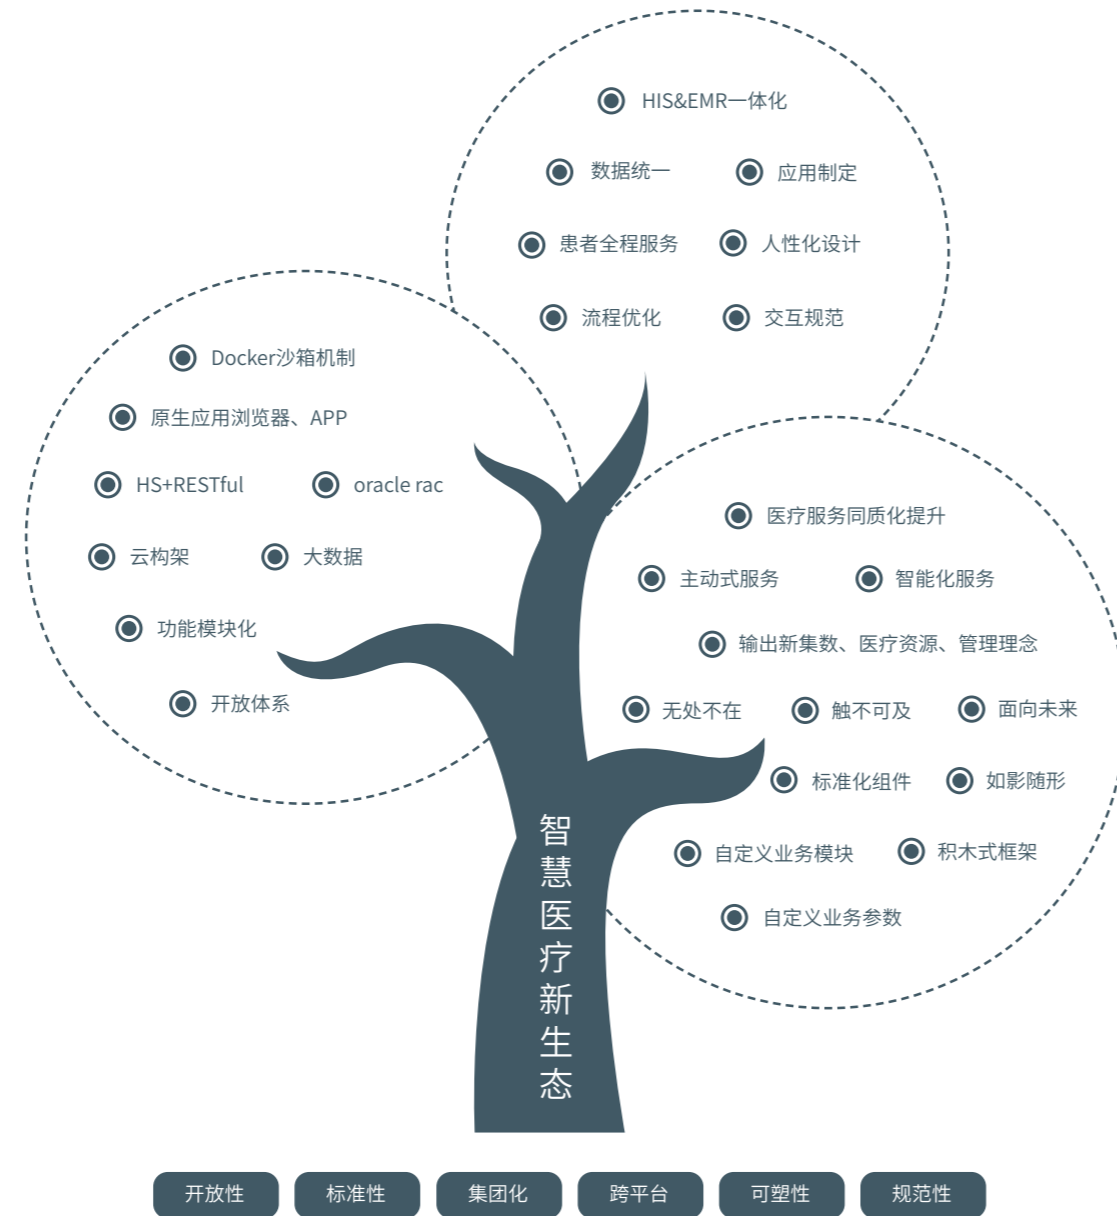 HIS&EMR一体化
数据统一
应用制定
患者全程服务
人性化设计
流程优化
交互规范
Docker沙箱机制
原生应用浏览器、APP
HS+RESTful
oracle rac
云构架
大数据
功能模块化
开放体系
医疗服务同质化提升
主动式服务
智能化服务
输出新集数、医疗资源、管理理念
无处不在
触不可及
面向未来
标准化组件
如影随形
自定义业务模块
积木式框架
自定义业务参数
智慧医疗新生态
开放性
标准性
集团化
跨平台
可塑性
规范性